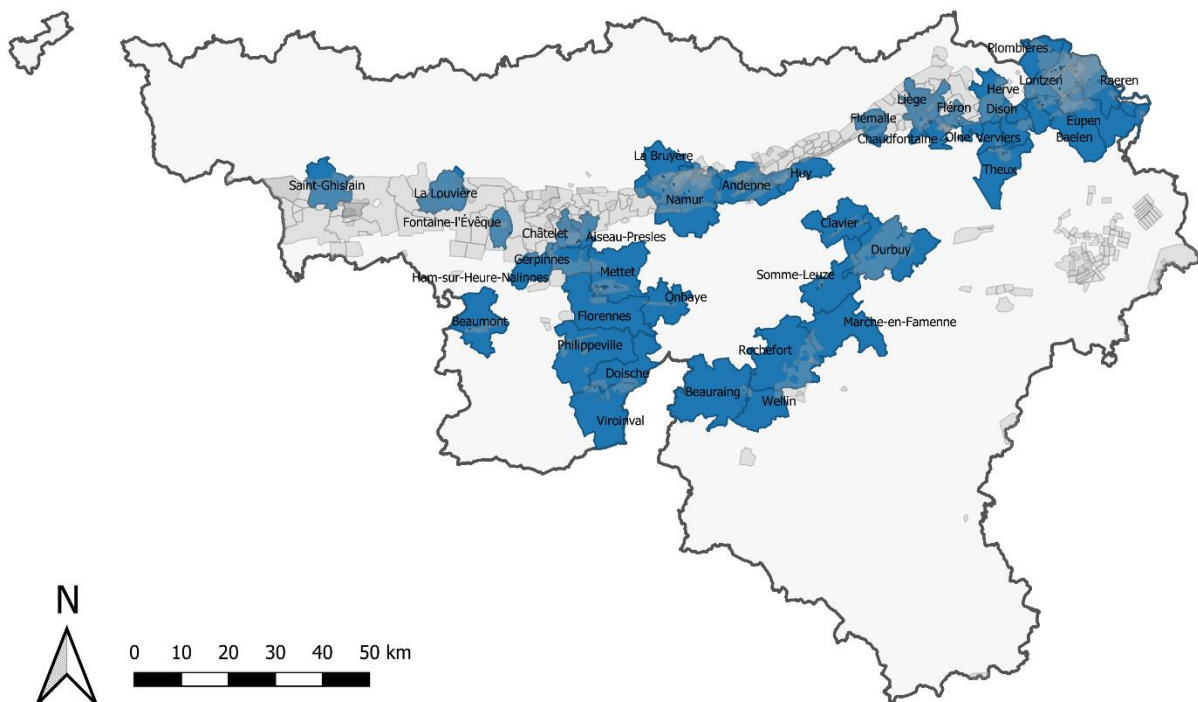 Plombières
Lontzen
Raeren
Herve
Liège
Fléron
Dison
Flémalle
Eupen
Chaudfontaine
Olne
Verviers
Baelen
Theux
La Bruyère
Huy
Andenne
Saint-Ghislain
La Louvière
Namur
Fontaine-l'Évêque
Châtelet
Aiseau-Presles
Clavier
Durbuy
Gerpinnes
Mettet
Ham-sur-Heure-Nalinnes
Somme-Leuze
Onhaye
Beaumont
Florennes
Marche-en-Famenne
Philippeville
Rochefort
Doische
Beauraing
Wellin
Viroinval
N
0 10 20 30 40 50 km